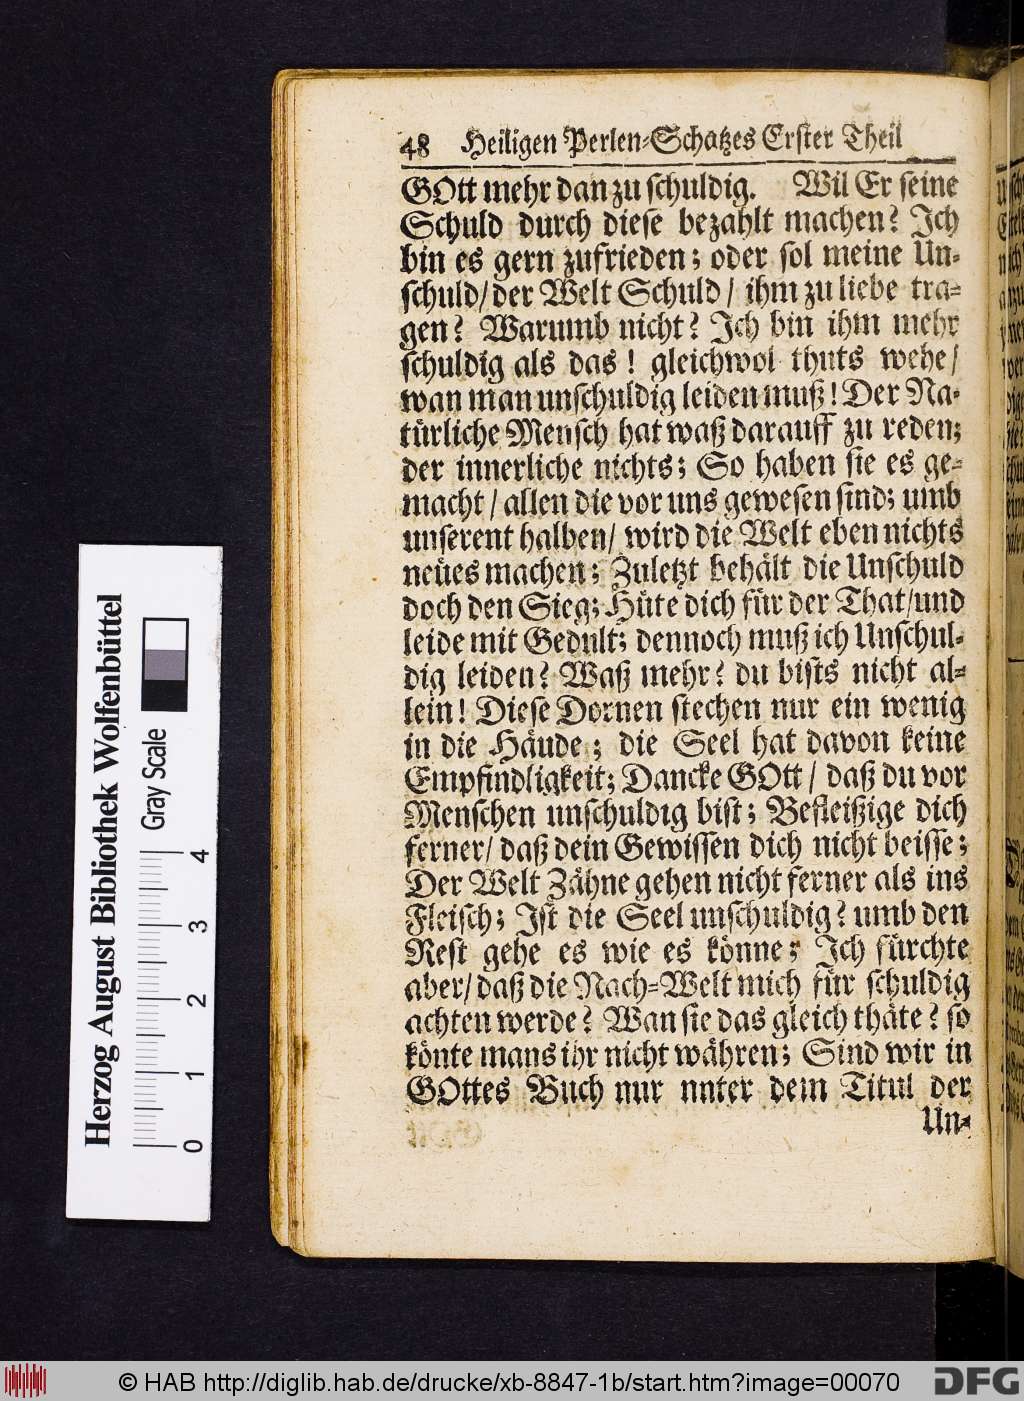 48 Heiligen Perlen-Schatzes Erster Theil
GOtt mehr dan zu schuldig. Wil Er seine
Schuld durch diese bezahlt machen? Ich
bin es gern zufrieden; oder sol meine Un-
schuld/ der Welt Schuld/ ihm zu liebe tra-
gen? Warumb nicht? Ich bin ihm mehr
schuldig als das! gleichwol thuts wehe/
wan man unschuldig leiden muß! Der Na-
türliche Mensch hat waß darauff zu reden;
der innerliche nichts; So haben sie es ge-
macht/ allen die vor uns gewesen sind; umb
unserent halben/ wird die Welt eben nichts
neües machen; Zuletzt behält die Unschuld
doch den Sieg; Hüte dich für der That/ und
leide mit Gedult; dennoch muß ich Unschul-
dig leiden? Waß mehr? du bists nicht al-
lein! Diese Dornen stechen nur ein wenig
in die Häude; die Seel hat davon keine
Empfindligkeit; Dancke GOtt/ daß du vor
Menschen unschuldig bist; Befleißige dich
ferner/ daß dein Gewissen dich nicht beisse;
Der Welt Zähne gehen nicht ferner als ins
Fleisch; Ist die Seel unschuldig? umb den
Rest gehe es wie es könne; Ich fürchte
aber/ daß die Nach-Welt mich für schuldig
achten werde? Wan sie das gleich thäte? so
könte mans ihr nicht währen; Sind wir in
GOttes Buch nur nnter dem Titul der
Un-
Herzog August Bibliothek Wolfenbüttel
Gray Scale
0 1 2 3 4
© HAB http://diglib.hab.de/drucke/xb-8847-1b/start.htm?image=00070
DFG